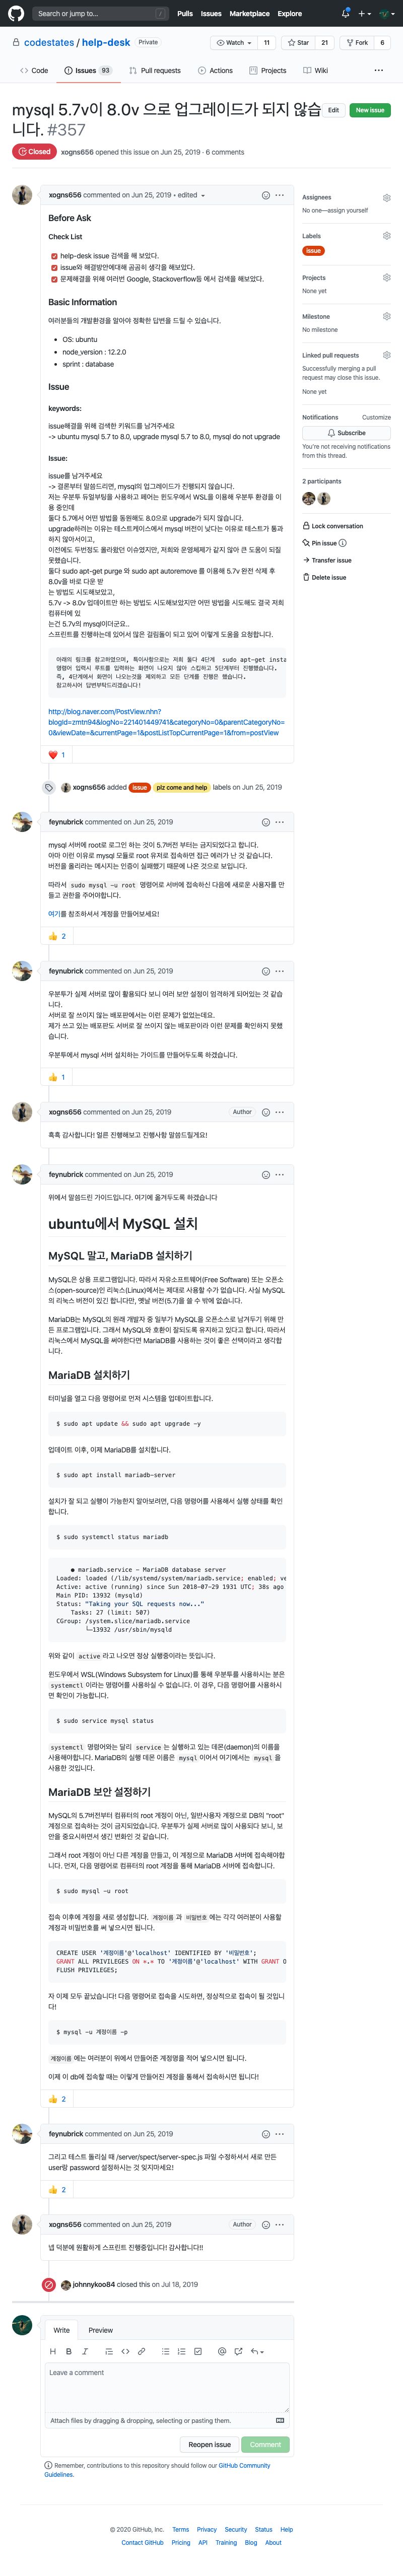 Search or jump to...
/
Pulls Issues Marketplace Explore
codestates / help-desk Private
Watch 11 Star 21 Fork 6
Code Issues 93 Pull requests Actions Projects Wiki ...
mysql 5.7v이 8.0v 으로 업그레이드가 되지 않습
니다. #357
Edit New issue
Closed xogns656 opened this issue on Jun 25, 2019 · 6 comments
xogns656 commented on Jun 25, 2019 • edited
Before Ask
Check List
help-desk issue 검색을 해 보았다.
issue와 해결방안에대해 곰곰히 생각을 해보았다.
문제해결을 위해 여러번 Google, Stackoverflow등 에서 검색을 해보았다.
Basic Information
여러분들의 개발환경을 알아야 정확한 답변을 드릴 수 있습니다.
• OS: ubuntu
• node_version : 12.2.0
• sprint : database
Issue
keywords:
issue해결을 위해 검색한 키워드를 남겨주세요
-> ubuntu mysql 5.7 to 8.0, upgrade mysql 5.7 to 8.0, mysql do not upgrade
Issue:
issue를 남겨주세요
-> 결론부터 말씀드리면, mysql의 업그레이드가 진행되지 않습니다.
저는 우분투 듀얼부팅을 사용하고 페어는 윈도우에서 WSL을 이용해 우분투 환경을 이
용 중인데
둘다 5.7에서 어떤 방법을 동원해도 8.0으로 upgrade가 되지 않습니다.
upgrade하려는 이유는 테스트케이스에서 mysql 버전이 낮다는 이유로 테스트가 통과
하지 않아서이고,
이전에도 두번정도 올라왔던 이슈였지만, 저희와 운영체제가 같지 않아 큰 도움이 되질
못했습니다.
둘다 sudo apt-get purge 와 sudo apt autoremove 를 이용해 5.7v 완전 삭제 후
8.0v을 바로 다운 받
는 방법도 시도해보았고,
5.7v -> 8.0v 업데이트만 하는 방법도 시도해보았지만 어떤 방법을 시도해도 결국 저희
컴퓨터에 있
는건 5.7v의 mysql이더군요..
스프린트를 진행하는데 있어서 많은 걸림돌이 되고 있어 이렇게 도움을 요청합니다.
아래의 링크를 참고하였으며, 특이사항으로는 저희 둘다 4단계 sudo apt-get insta
명령어 입력시 루트를 입력하는 화면이 나오지 않아 스킵하고 5단계부터 진행했습니다.
즉, 4단계에서 화면이 나오는것을 제외하고 모든 단계를 진행은 했습니다.
참고하시어 답변부탁드리겠습니다!
http://blog.naver.com/PostView.nhn?
blogId=zmtn94&logNo=221401449741&categoryNo=0&parentCategoryNo=
0&viewDate=&currentPage=1&postListTopCurrentPage=1&from=postView
1
xogns656 added issue plz come and help labels on Jun 25, 2019
feynubrick commented on Jun 25, 2019
mysql 서버에 root로 로그인 하는 것이 5.7버전 부터는 금지되었다고 합니다.
아마 이런 이유로 mysql 모듈로 root 유저로 접속하면 접근 에러가 난 것 같습니다.
버전을 올리라는 메시지는 인증이 실패했기 때문에 나온 것으로 보입니다.
따라서 sudo mysql -u root 명령어로 서버에 접속하신 다음에 새로운 사용자를 만
들고 권한을 주어야합니다.
여기를 참조하셔서 계정을 만들어보세요!
2
feynubrick commented on Jun 25, 2019
우분투가 실제 서버로 많이 활용되다 보니 여러 보안 설정이 엄격하게 되어있는 것 같습
니다.
서버로 잘 쓰이지 않는 배포판에서는 이런 문제가 없었는데요.
제가 쓰고 있는 배포판도 서버로 잘 쓰이지 않는 배포판이라 이런 문제를 확인하지 못했
습니다.
우분투에서 mysql 서버 설치하는 가이드를 만들어두도록 하겠습니다.
1
xogns656 commented on Jun 25, 2019 Author
흑흑 감사합니다! 얼른 진행해보고 진행사항 말씀드릴게요!
feynubrick commented on Jun 25, 2019
위에서 말씀드린 가이드입니다. 여기에 옮겨두도록 하겠습니다
ubuntu에서 MySQL 설치
MySQL 말고, MariaDB 설치하기
MySQL은 상용 프로그램입니다. 따라서 자유소프트웨어(Free Software) 또는 오픈소
스(open-source)인 리눅스(Linux)에서는 제대로 사용할 수가 없습니다. 사실 MySQL
의 리눅스 버전이 있긴 합니다만, 옛날 버전(5.7)을 쓸 수 밖에 없습니다.
MariaDB는 MySQL의 원래 개발자 중 일부가 MySQL을 오픈소스로 남겨두기 위해 만
든 프로그램입니다. 그래서 MySQL와 호환이 잘되도록 유지하고 있다 합니다. 따라서
리눅스에서 MySQL을 써야한다면 MariaDB를 사용하는 것이 좋은 선택이라고 생각합
니다.
MariaDB 설치하기
터미널을 열고 다음 명령어로 먼저 시스템을 업데이트합니다.
$ sudo apt update && sudo apt upgrade -y
업데이트 이후, 이제 MariaDB를 설치합니다.
$ sudo apt install mariadb-server
설치가 잘 되고 실행이 가능한지 알아보려면, 다음 명령어를 사용해서 실행 상태를 확인
합니다.
$ sudo systemctl status mariadb
● mariadb.service - MariaDB database server
Loaded: loaded (/lib/systemd/system/mariadb.service; enabled; ve
Active: active (running) since Sun 2018-07-29 1931 UTC; 38s ago
Main PID: 13932 (mysqld)
Status: "Taking your SQL requests now..."
Tasks: 27 (limit: 507)
CGroup: /system.slice/mariadb.service
└─13932 /usr/sbin/mysqld
위와 같이 active 라고 나오면 정상 실행중이라는 뜻입니다.
윈도우에서 WSL(Windows Subsystem for Linux)를 통해 우분투를 사용하시는 분은
systemctl 이라는 명령어를 사용하실 수 없습니다. 이 경우, 다음 명령어를 사용하시
면 확인이 가능합니다.
$ sudo service mysql status
systemctl 명령어와는 달리 service 는 실행하고 있는 데몬(daemon)의 이름을
사용해야합니다. MariaDB의 실행 데몬 이름은 mysql 이어서 여기에서는 mysql 을
사용한 것입니다.
MariaDB 보안 설정하기
MySQL의 5.7버전부터 컴퓨터의 root 계정이 아닌, 일반사용자 계정으로 DB의 "root"
계정으로 접속하는 것이 금지되었습니다. 우분투가 실제 서버로 많이 사용되다 보니, 보
안을 중요시하면서 생긴 변화인 것 같습니다.
그래서 root 계정이 아닌 다른 계정을 만들고, 이 계정으로 MariaDB 서버에 접속해야합
니다. 먼저, 다음 명령어로 컴퓨터의 root 계정을 통해 MariaDB 서버에 접속합니다.
$ sudo mysql -u root
접속 이후에 계정을 새로 생성합니다. 계정이름 과 비밀번호 에는 각각 여러분이 사용할
계정과 비밀번호를 써 넣으시면 됩니다.
CREATE USER '계정이름'@'localhost' IDENTIFIED BY '비밀번호';
GRANT ALL PRIVILEGES ON *.* TO '계정이름'@'localhost' WITH GRANT O
FLUSH PRIVILEGES;
자 이제 모두 끝났습니다! 다음 명령어로 접속을 시도하면, 정상적으로 접속이 될 것입니
다!
$ mysql -u 계정이름 -p
계정이름 에는 여러분이 위에서 만들어준 계정명을 적어 넣으시면 됩니다.
이제 이 db에 접속할 때는 이렇게 만들어진 계정을 통해서 접속하시면 됩니다!
2
feynubrick commented on Jun 25, 2019
그리고 테스트 돌리실 때 /server/spect/server-spec.js 파일 수정하셔서 새로 만든
user랑 password 설정하시는 것 잊지마세요!
2
xogns656 commented on Jun 25, 2019 Author
넵 덕분에 원활하게 스프린트 진행중입니다! 감사합니다!!
johnnykoo84 closed this on Jul 18, 2019
Write Preview
Leave a comment
Attach files by dragging & dropping, selecting or pasting them.
Reopen issue Comment
Remember, contributions to this repository should follow our GitHub Community
Guidelines.
Assignees
No one—assign yourself
Labels
issue
Projects
None yet
Milestone
No milestone
Linked pull requests
Successfully merging a pull
request may close this issue.
None yet
Notifications Customize
Subscribe
You're not receiving notifications
from this thread.
2 participants
Lock conversation
Pin issue
Transfer issue
Delete issue
© 2020 GitHub, Inc. Terms Privacy Security Status Help
Contact GitHub Pricing API Training Blog About